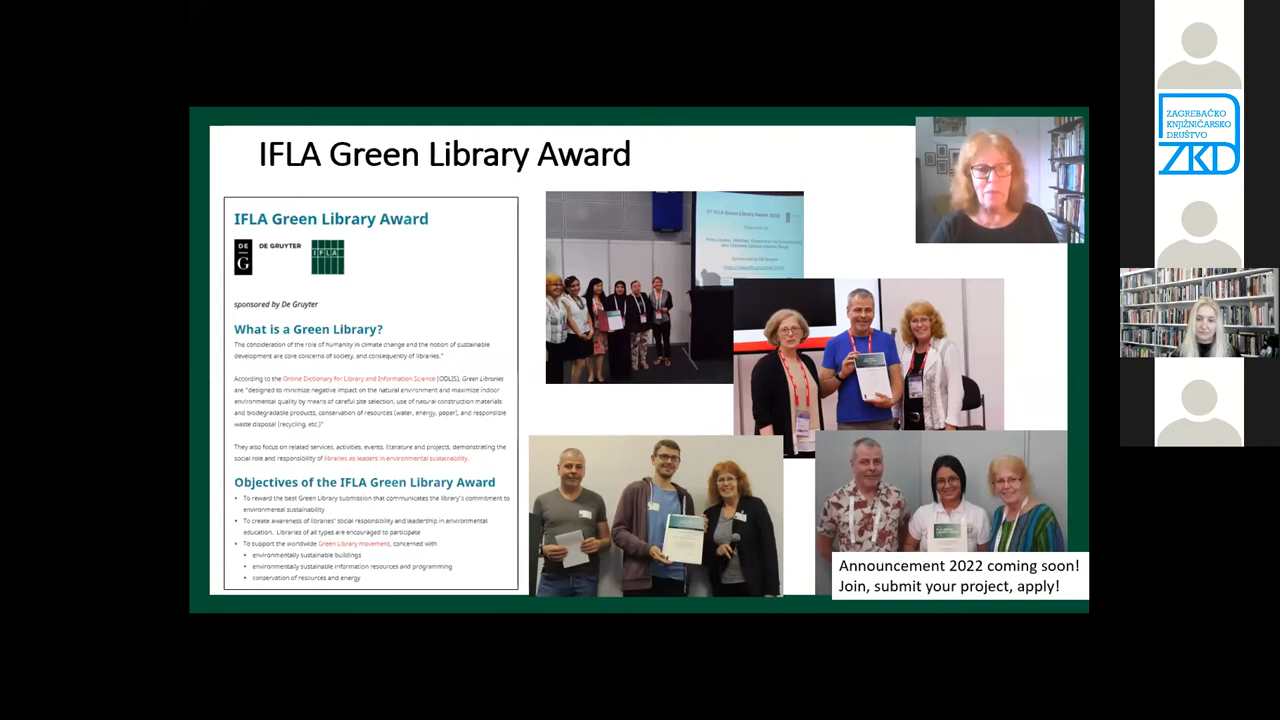 IFLA Green Library Award
IFLA Green Library Award
DE
G
DE GRUYTER
IFLA
sponsored by De Gruyter
What is a Green Library?
The consideration of the role of humanity in climate change and the notion of sustainable
development are core concerns of society, and consequently of libraries."
According to the Online Dictionary for Library and Information Science (ODLIS), Green Libraries
are "designed to minimize negative impact on the natural environment and maximize indoor
environmental quality by means of careful site selection, use of natural construction materials
and biodegradable products, conservation of resources (water, energy, paper), and responsible
waste disposal (recycling, etc.)"
They also focus on related services, activities, events, literature and projects, demonstrating the
social role and responsibility of libraries as leaders in environmental sustainability.
Objectives of the IFLA Green Library Award
To reward the best Green Library submission that communicates the library's commitment to
environmental sustainability
To create awareness of libraries' social responsibility and leadership in environmental
education. Libraries of all types are encouraged to participate
To support the worldwide Green Library movement, concerned with
environmentally sustainable buildings
environmentally sustainable information resources and programming
conservation of resources and energy
IFLA Green Library Award
Announcement 2022 coming soon!
Join, submit your project, apply!
ZAGREBAČKO
KNJIŽNIČARSKO
DRUŠTVO
ZKD